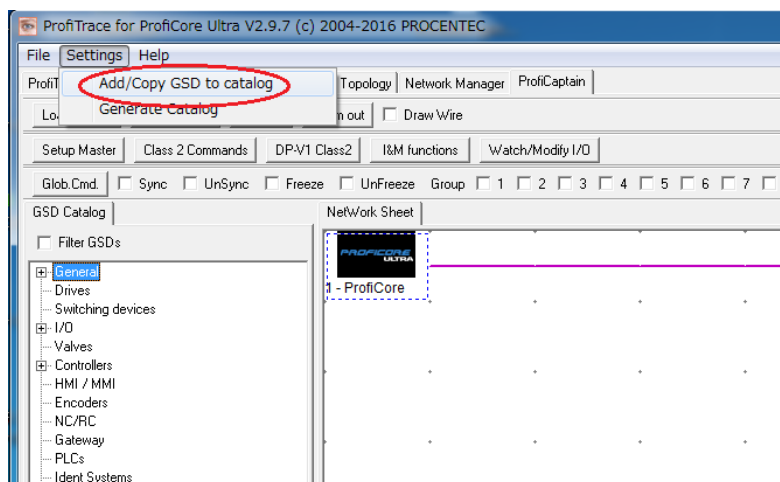 ProfiTrace for ProfiCore Ultra V2.9.7 (c) 2004-2016 PROCENTEC
File Settings Help
Add/Copy GSD to catalog
Topology Network Manager ProfiCaptain
Generate Catalog
out Draw Wire
Setup Master Class 2 Commands DP-V1 Class2 I&M functions Watch/Modify I/O
Glob.Cmd. Sync UnSync Freeze UnFreeze Group 1 2 3 4 5 6 7
GSD Catalog NetWork Sheet
Filter GSDs
PROFICORE
ULTRA
General
1 - ProfiCore
Drives
Switching devices
I/O
Valves
Controllers
HMI / MMI
Encoders
NC/RC
Gateway
PLCs
Ident Systems